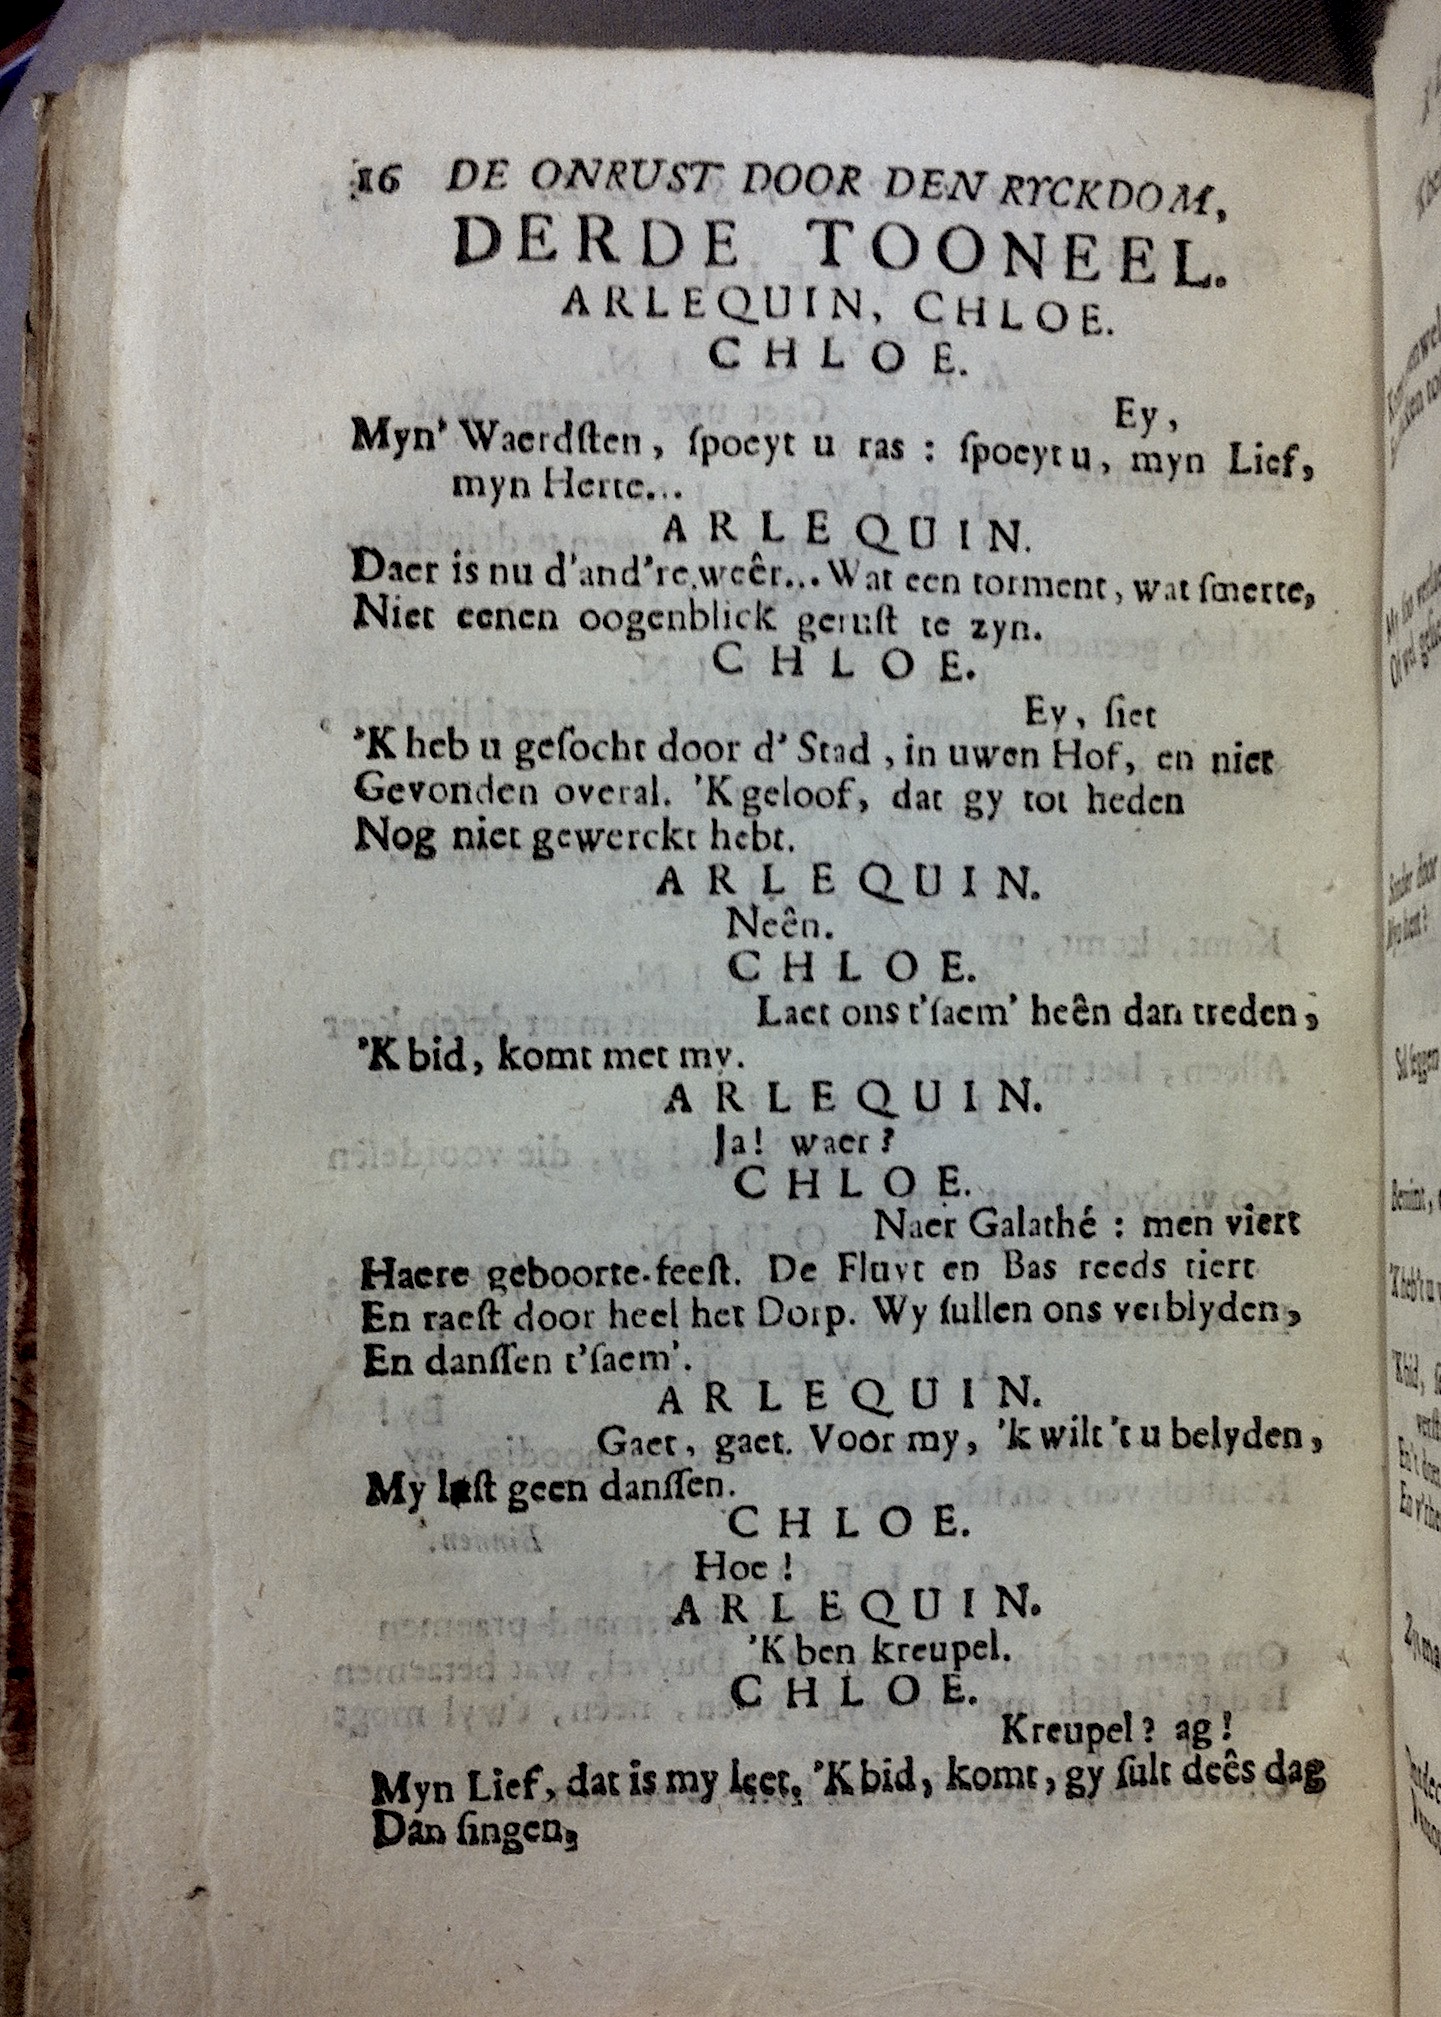 16 DE ONRUST DOOR DEN RYCKDOM,
DERDE TOONEEL.
ARLEQUIN, CHLOE.
CHLOE.
Ey,
Myn' Waerdſten, ſpoeyt u ras : ſpoeyt u, myn Lief,
myn Herte...
ARLEQUIN.
Daer is nu d'and're weêr... Wat een torment, wat ſmerte,
Niet eenen oogenblick geruſt te zyn.
CHLOE.
Ey, ſiet
'K heb u geſocht door d' Stad, in uwen Hof, en niet
Gevonden overal. 'K geloof, dat gy tot heden
Nog niet gewerckt hebt.
ARLEQUIN.
Neên.
CHLOE.
Laet ons t'ſaem' heên dan treden,
'K bid, komt met my.
ARLEQUIN.
Ja! waer?
CHLOE.
Naer Galathé : men viert
Haere geboorte-feeſt. De Fluyt en Bas reeds tiert
En raeſt door heel het Dorp. Wy ſullen ons verblyden,
En danſſen t'ſaem'.
ARLEQUIN.
Gaet, gaet. Voor my, 'k wilt 't u belyden,
My luſt geen danſſen.
CHLOE.
Hoe!
ARLEQUIN.
'K ben kreupel.
CHLOE.
Kreupel? ag!
Myn Lief, dat is my leet. 'K bid, komt, gy ſult deês dag
Dan ſingen,